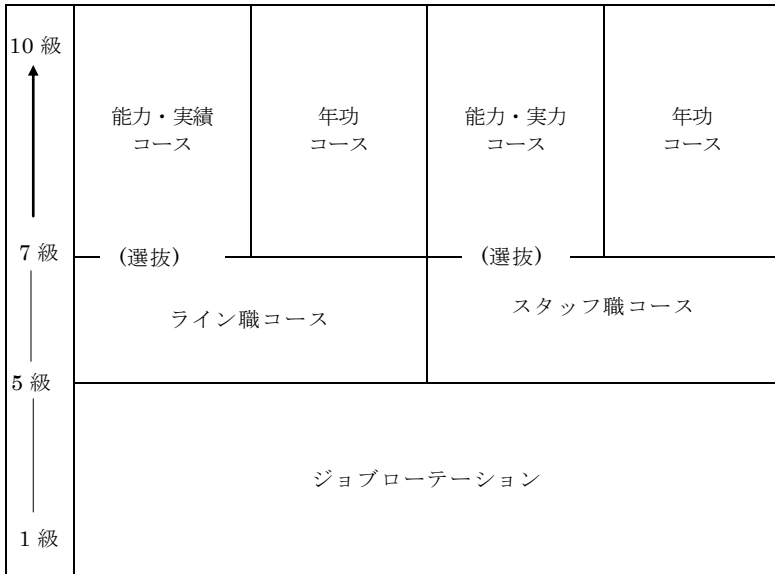 10 級
能力・実績
コース
年功
コース
能力・実力
コース
年功
コース
7 級
(選抜)
(選抜)
ライン職コース
スタッフ職コース
5 級
ジョブローテーション
1 級